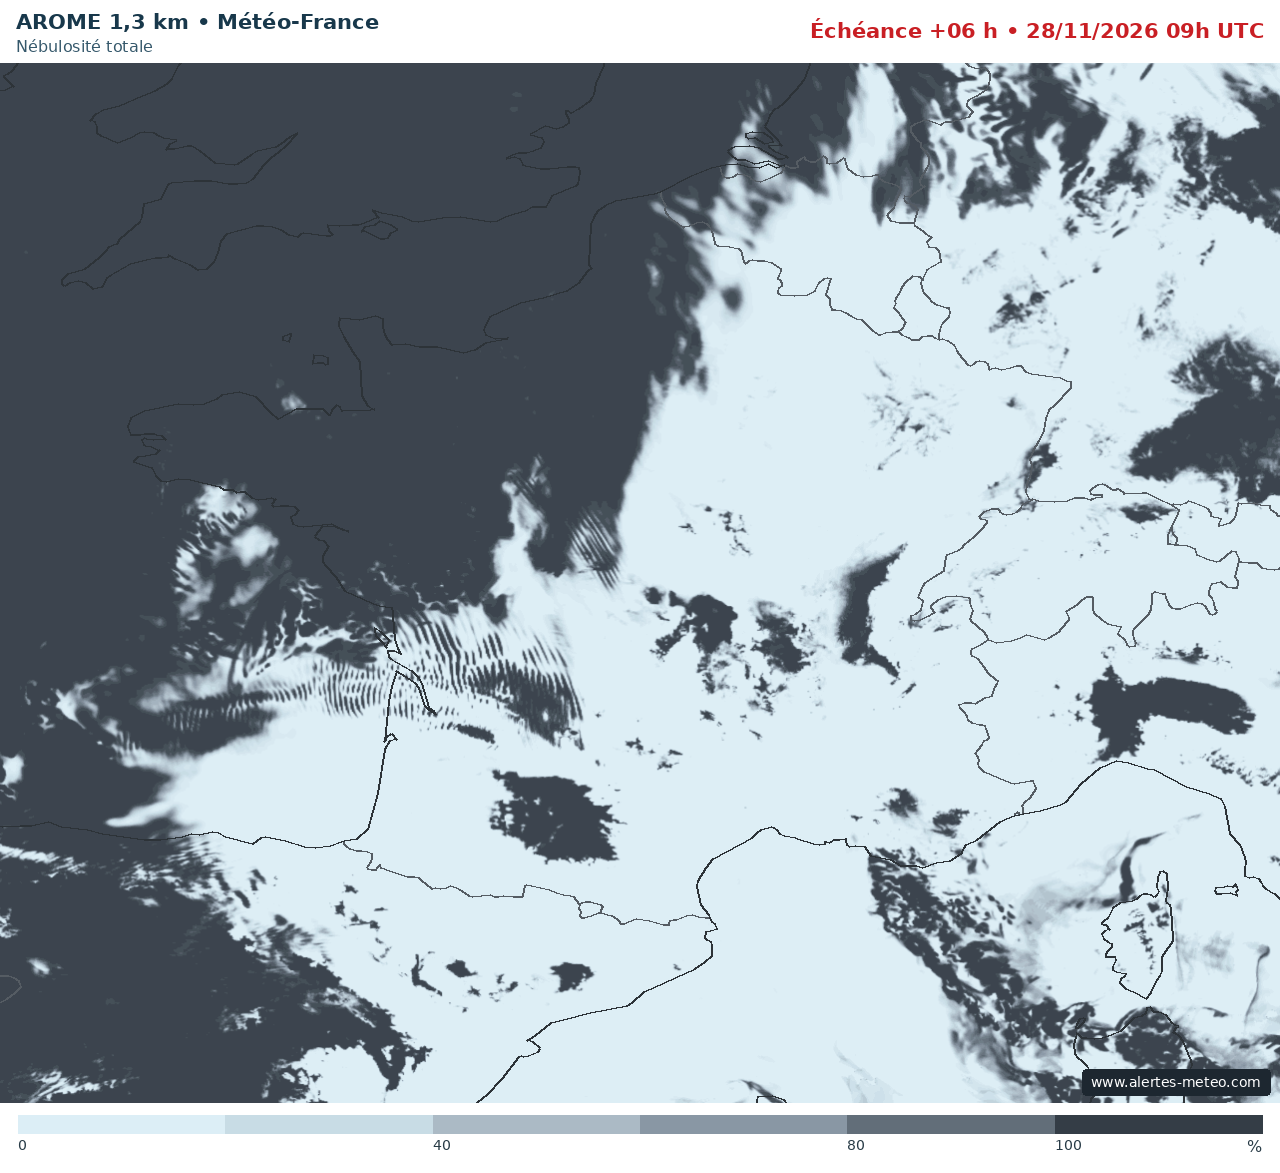 AROME 1,3 km • Météo-France
Nébulosité totale
Échéance +06 h • 28/11/2026 09h UTC
www.alertes-meteo.com
0 40 80 100 %